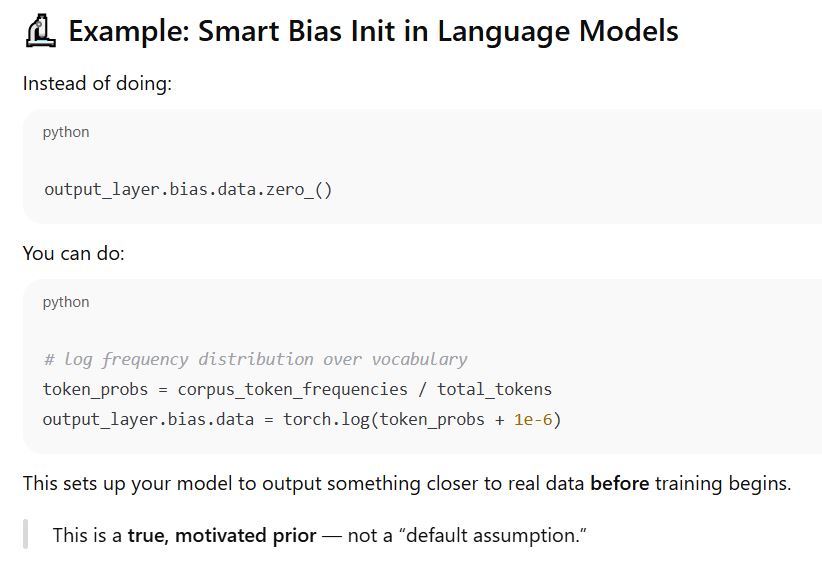 Example: Smart Bias Init in Language Models
Instead of doing:
python
output_layer.bias.data.zero_()
You can do:
python
# log frequency distribution over vocabulary
token_probs = corpus_token_frequencies / total_tokens
output_layer.bias.data = torch.log(token_probs + 1e-6)
This sets up your model to output something closer to real data before training begins.
This is a true, motivated prior — not a “default assumption.”